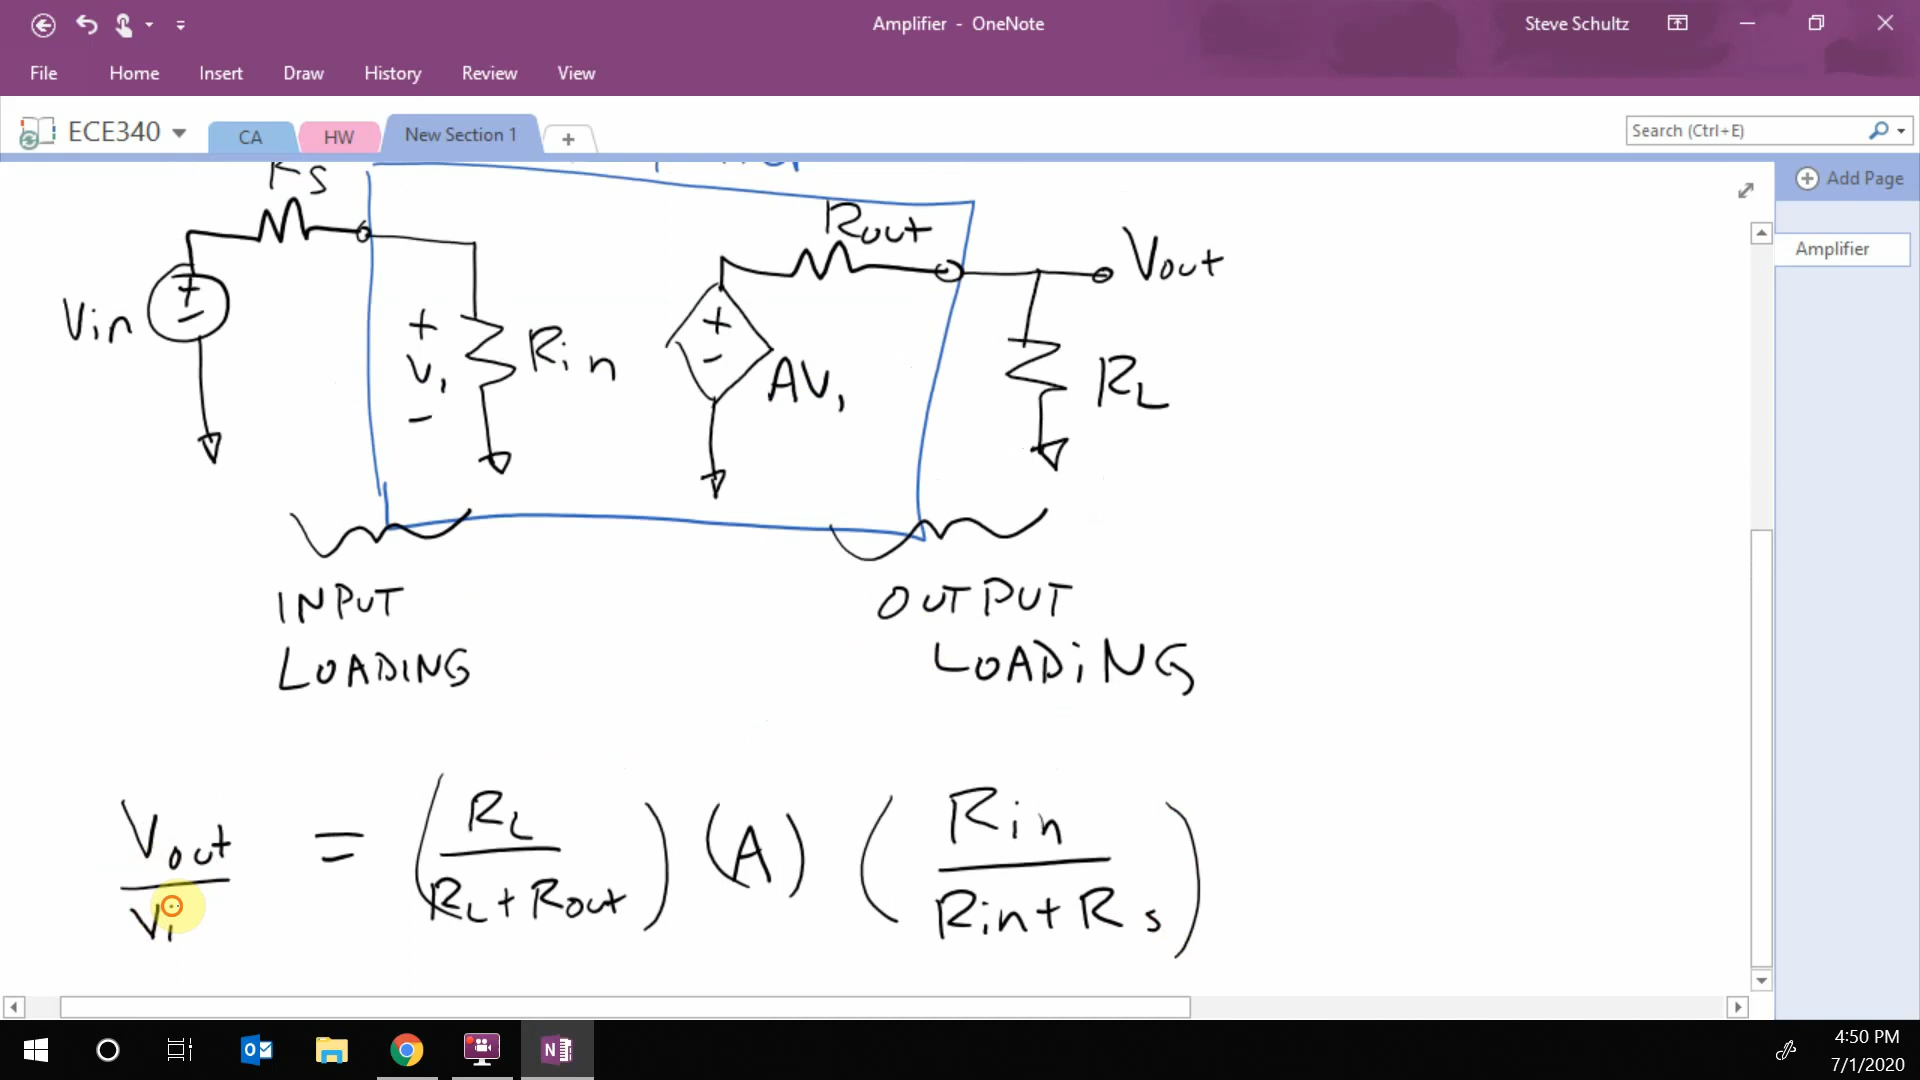 Amplifier - OneNote
Steve Schultz
File Home Insert Draw History Review View
ECE340
CA
HW
New Section 1
Search (Ctrl+E)
Add Page
Amplifier
Rs
Rout
Vout
Vin
+
-
+
V1
-
Rin
+
-
AV1
RL
INPUT
LOADING
OUTPUT
LOADiNG
Vout / Vi = (RL / RL + Rout) (A) (Rin / Rin + Rs)
4:50 PM
7/1/2020